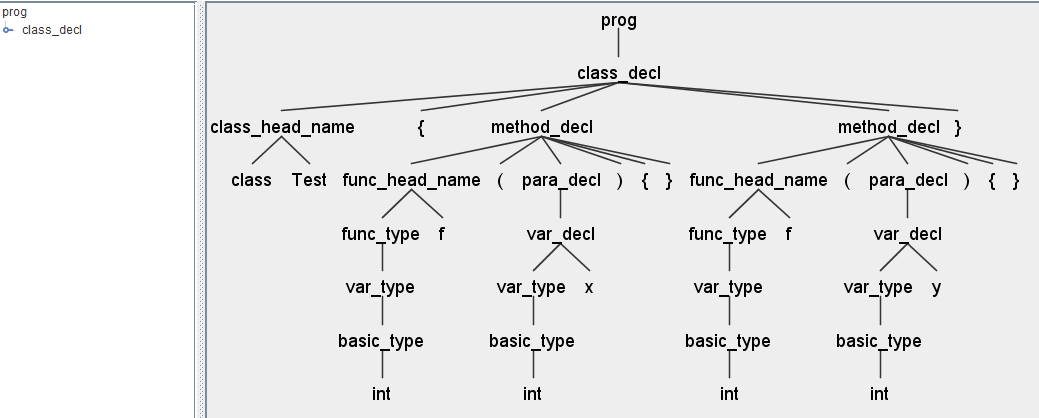 prog
class_decl
prog
class_decl
class_head_name { method_decl method_decl }
class Test func_head_name ( para_decl ) { } func_head_name ( para_decl ) { }
func_type f var_decl func_type f var_decl
var_type var_type x var_type var_type y
basic_type basic_type basic_type basic_type
int int int int